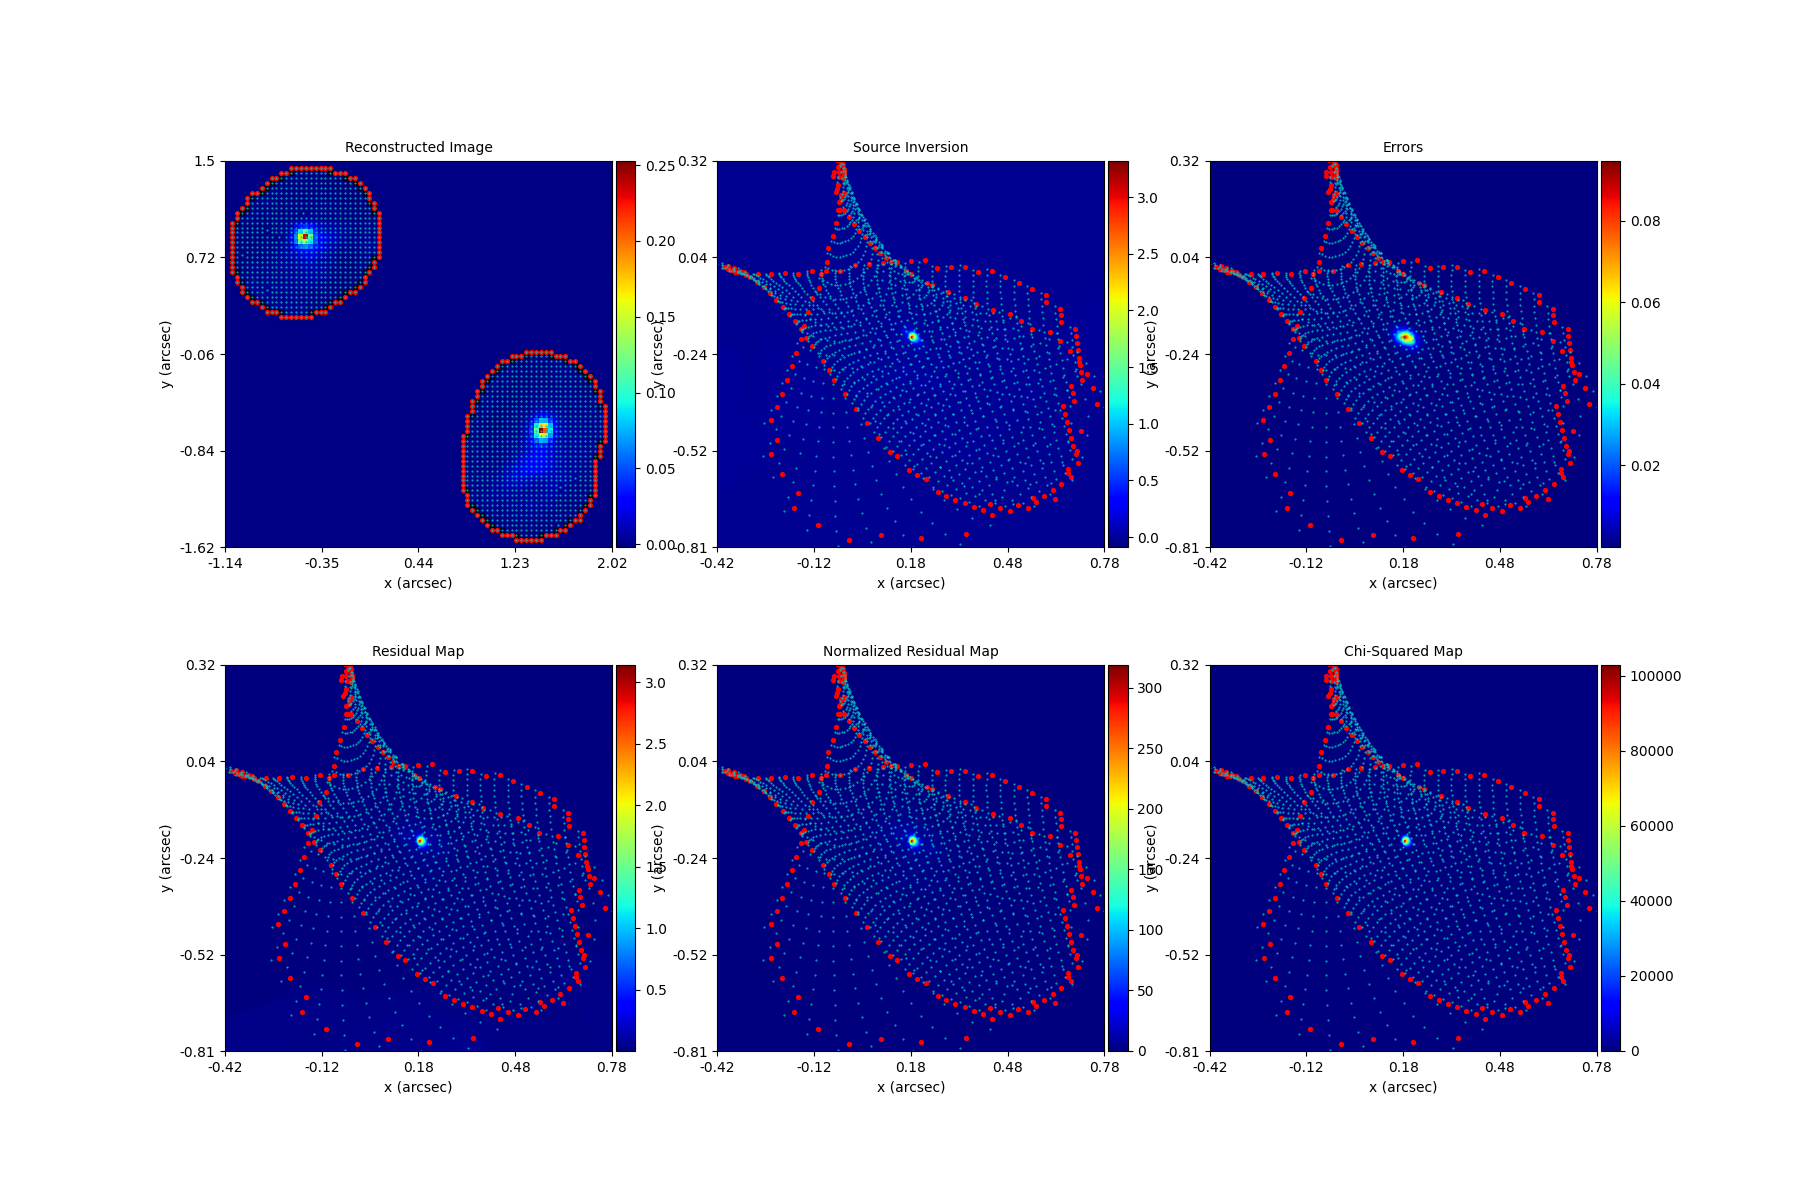 Reconstructed Image
Source Inversion
Errors
1.5
0.72
-0.06
-0.84
-1.62
y (arcsec)
-1.14 -0.35 0.44 1.23 2.02
x (arcsec)
0.25
0.20
0.15
0.10
0.05
0.00
0.32
0.04
-0.24
-0.52
-0.81
y (arcsec)
-0.42 -0.12 0.18 0.48 0.78
x (arcsec)
3.0
2.5
2.0
1.5
1.0
0.5
0.0
0.32
0.04
-0.24
-0.52
-0.81
y (arcsec)
-0.42 -0.12 0.18 0.48 0.78
x (arcsec)
0.08
0.06
0.04
0.02
Residual Map
Normalized Residual Map
Chi-Squared Map
0.32
0.04
-0.24
-0.52
-0.81
y (arcsec)
-0.42 -0.12 0.18 0.48 0.78
x (arcsec)
3.0
2.5
2.0
1.5
1.0
0.5
0.32
0.04
-0.24
-0.52
-0.81
y (arcsec)
-0.42 -0.12 0.18 0.48 0.78
x (arcsec)
300
250
200
150
100
50
0
0.32
0.04
-0.24
-0.52
-0.81
y (arcsec)
-0.42 -0.12 0.18 0.48 0.78
x (arcsec)
100000
80000
60000
40000
20000
0